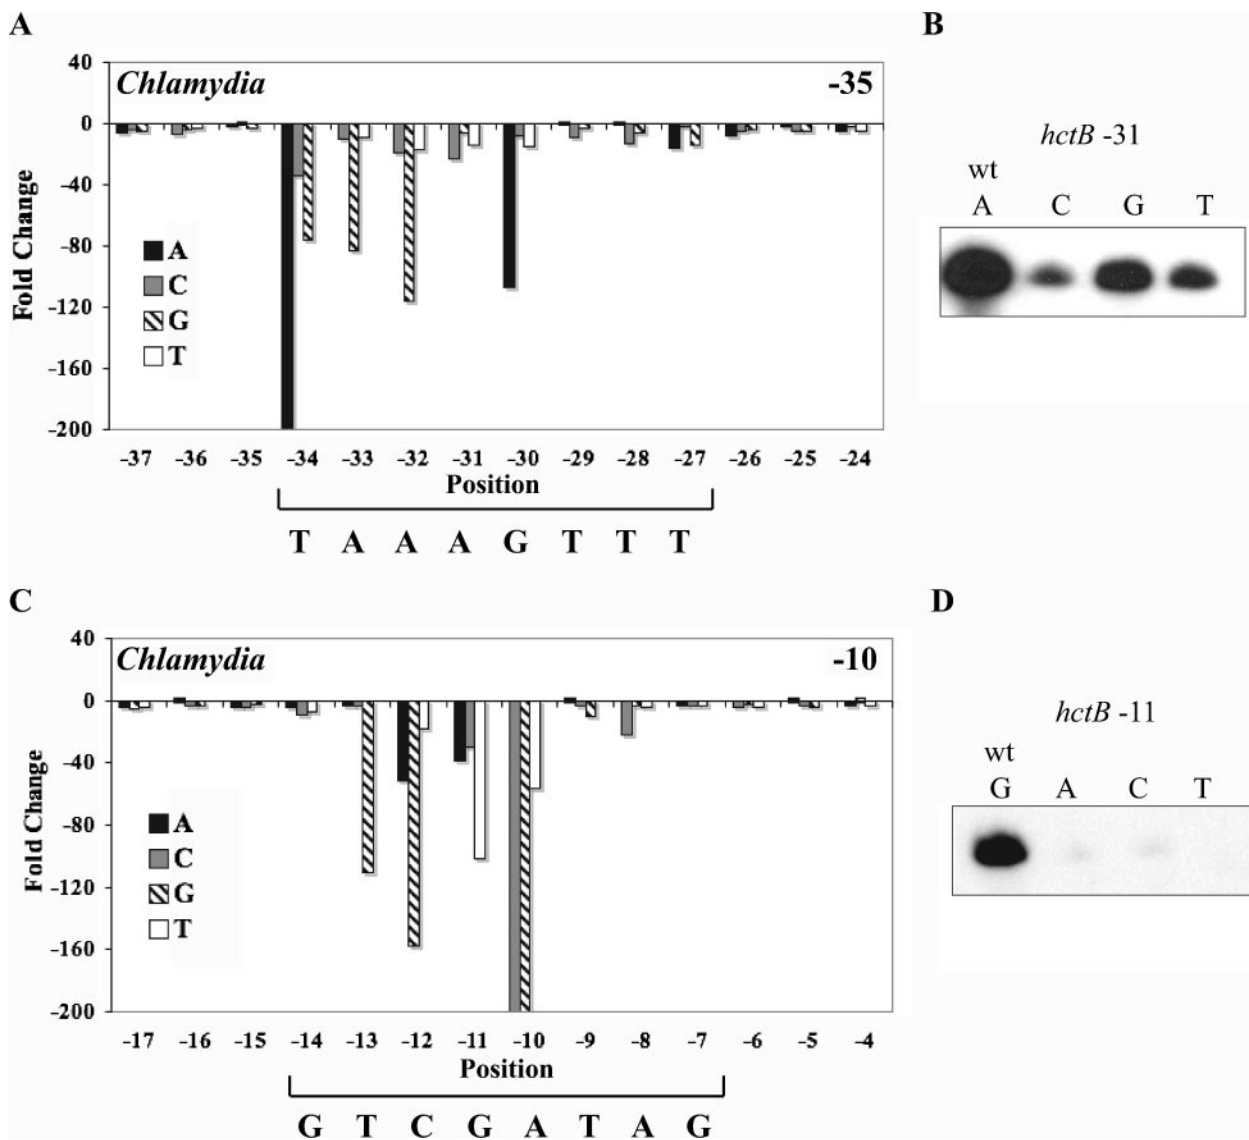 A
Chlamydia -35
40
0
-40
-80
-120
-160
-200
Fold Change
A
C
G
T
-37 -36 -35 -34 -33 -32 -31 -30 -29 -28 -27 -26 -25 -24
Position
T A A A G T T T
B
hctB -31
wt
A C G T
C
Chlamydia -10
40
0
-40
-80
-120
-160
-200
Fold Change
A
C
G
T
-17 -16 -15 -14 -13 -12 -11 -10 -9 -8 -7 -6 -5 -4
Position
G T C G A T A G
D
hctB -11
wt
G A C T